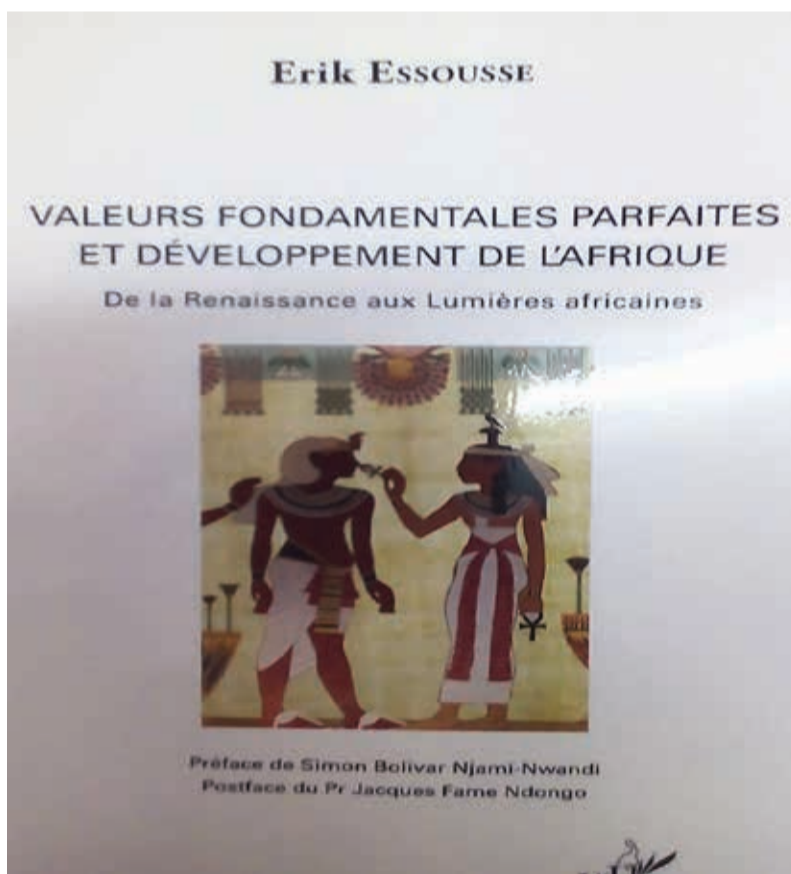 Erik ESSOUSSE
VALEURS FONDAMENTALES PARFAITES
ET DÉVELOPPEMENT DE L'AFRIQUE
De la Renaissance aux Lumières africaines
Préface de Simon Bolivar Njami-Nwandi
Postface du Pr Jacques Fame Ndongo